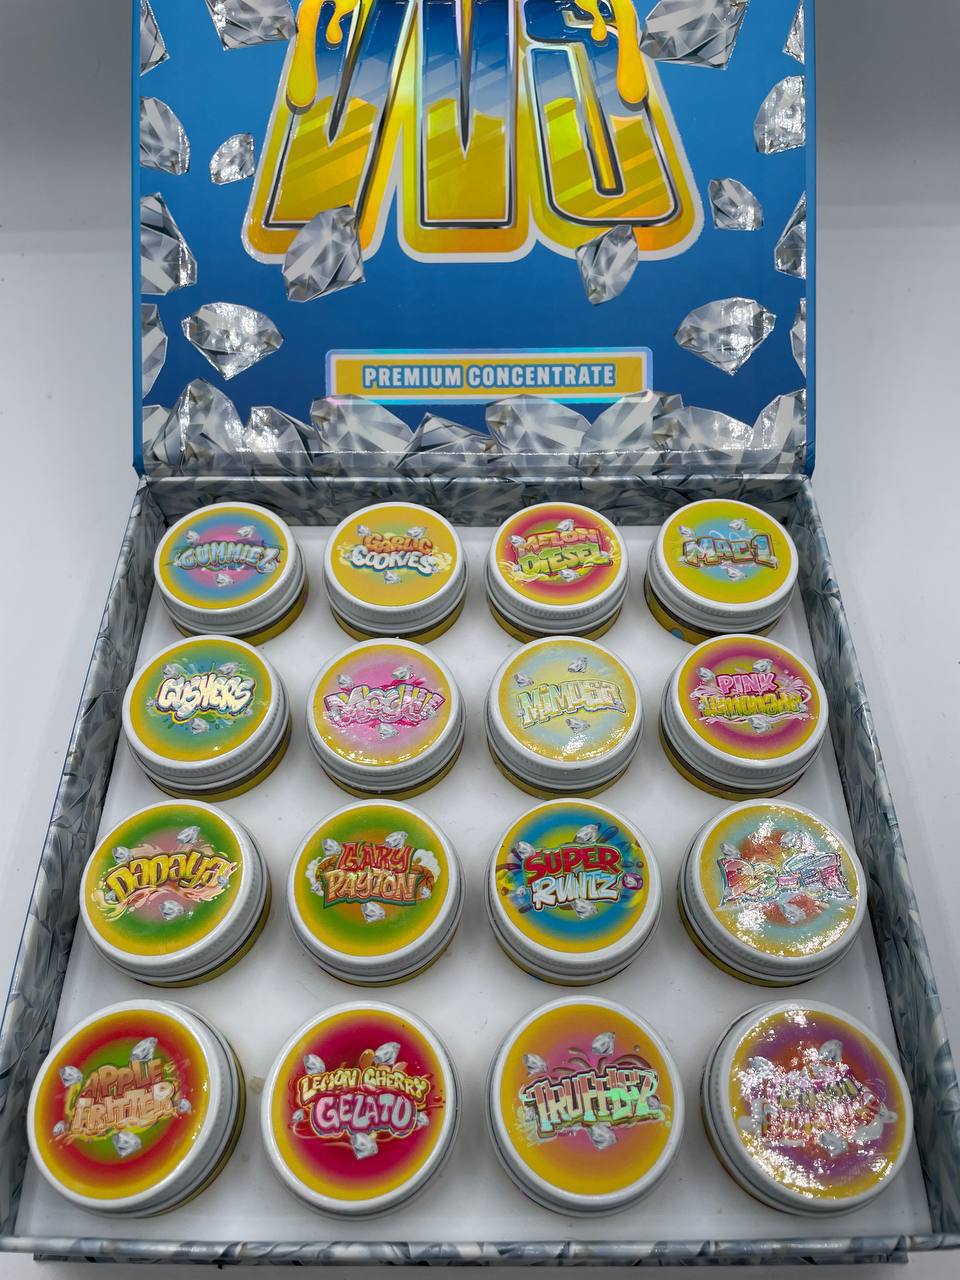 VVS
PREMIUM CONCENTRATE
GUMMIEZ
GARLIC
COOKIES
MELON
DIESEL
MAC-1
GUSHERS
MOCHI
PINK
Lemonade
Papaya
GARY
PAYTON
SUPER
RUNTZ
APPLE
FRITTER
LEMON CHERRY
GELATO
TRUFFLEZ